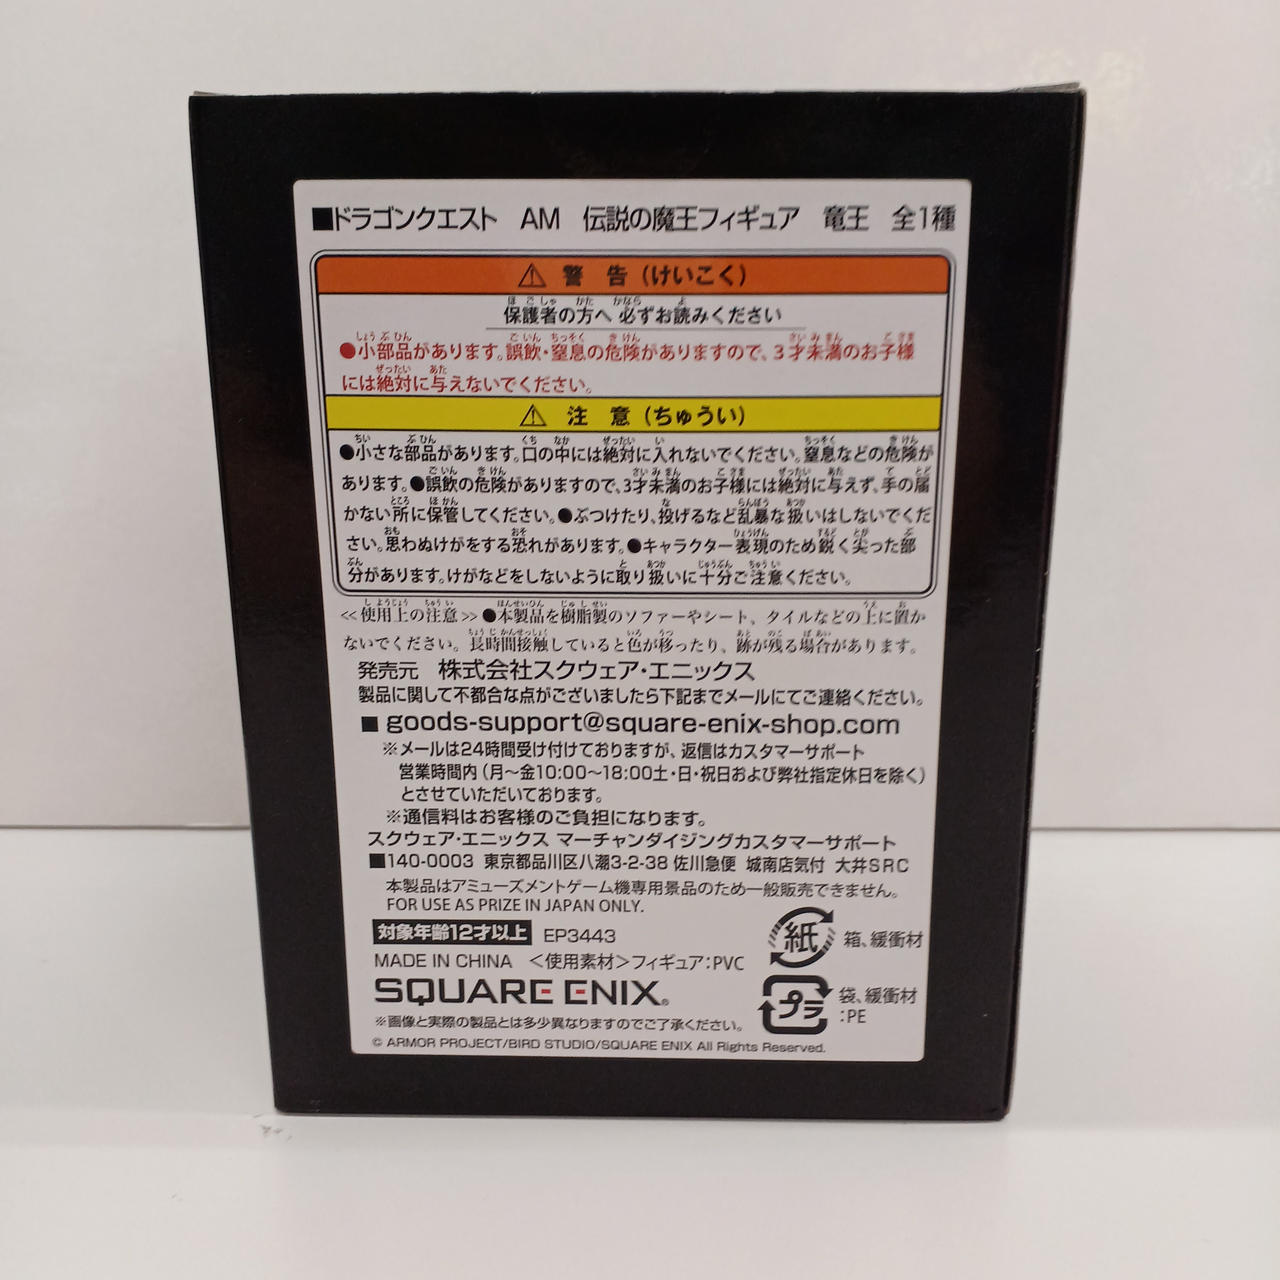 ■ドラゴンクエスト AM 伝説の魔王フィギュア 竜王 全1種
⚠ 警 告 (けいこく)
保護者の方へ 必ずお読みください
●小部品があります。誤飲・窒息の危険がありますので、3才未満のお子様
には絶対に与えないでください。
⚠ 注 意 (ちゅうい)
●小さな部品があります。口の中には絶対に入れないでください。窒息などの危険が
あります。●誤飲の危険がありますので、3才未満のお子様には絶対に与えず、手の届
かない所に保管してください。●ぶつけたり、投げるなど乱暴な扱いはしないでくだ
さい。思わぬけがをする恐れがあります。●キャラクター表現のため鋭く尖った部
分があります。けがなどをしないように取り扱いに十分ご注意ください。
≪使用上の注意≫●本製品を樹脂製のソファーやシート、タイルなどの上に置か
ないでください。長時間接触していると色が移ったり、跡が残る場合があります。
発売元 株式会社スクウェア・エニックス
製品に関して不都合な点がございましたら下記までメールにてご連絡ください。
■ goods-support@square-enix-shop.com
※メールは24時間受け付けておりますが、返信はカスタマーサポート
営業時間内(月～金10:00～18:00土・日・祝日および弊社指定休日を除く)
とさせていただいております。
※通信料はお客様のご負担になります。
スクウェア・エニックス マーチャンダイジングカスタマーサポート
■140-0003 東京都品川区八潮3-2-38 佐川急便 城南店気付 大井SRC
本製品はアミューズメントゲーム機専用景品のため一般販売できません。
FOR USE AS PRIZE IN JAPAN ONLY.
対象年齢12才以上 EP3443
紙 箱、緩衝材
MADE IN CHINA <使用素材>フィギュア:PVC
SQUARE ENIX®
プラ 袋、緩衝材
:PE
※画像と実際の製品とは多少異なりますのでご了承ください。
© ARMOR PROJECT/BIRD STUDIO/SQUARE ENIX All Rights Reserved.